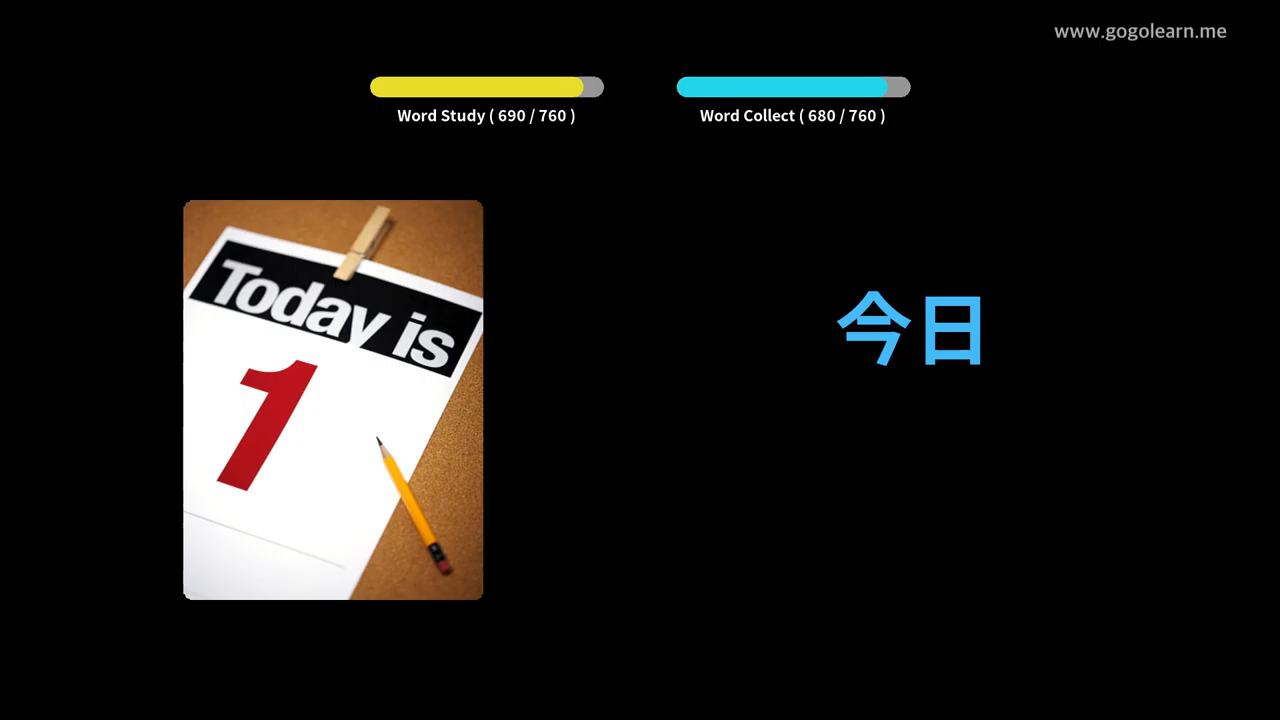 www.gogolearn.me
Word Study ( 690 / 760 )
Word Collect ( 680 / 760 )
Today is
1
今日